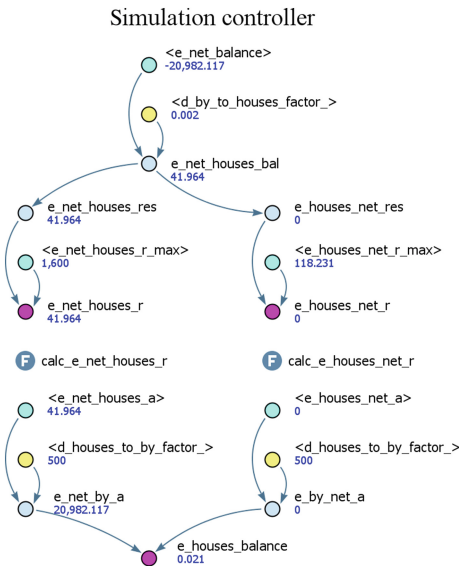 Simulation controller
<e_net_balance>
-20,982.117
<d_by_to_houses_factor_>
0.002
e_net_houses_bal
41.964
e_net_houses_res
41.964
e_houses_net_res
0
<e_net_houses_r_max>
1,600
<e_houses_net_r_max>
118.231
e_net_houses_r
41.964
e_houses_net_r
0
F calc_e_net_houses_r
F calc_e_houses_net_r
<e_net_houses_a>
41.964
<e_houses_net_a>
0
<d_houses_to_by_factor_>
500
<d_houses_to_by_factor_>
500
e_net_by_a
20,982.117
e_by_net_a
0
e_houses_balance
0.021